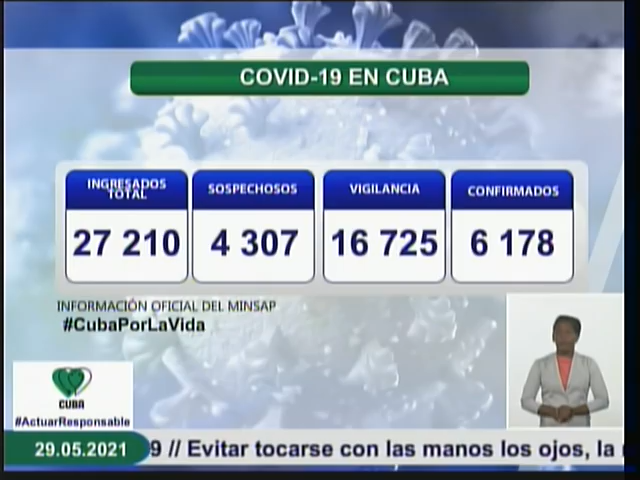 COVID-19 EN CUBA
INGRESADOS
TOTAL
27 210
SOSPECHOSOS
4 307
VIGILANCIA
16 725
CONFIRMADOS
6 178
INFORMACIÓN OFICIAL DEL MINSAP
#CubaPorLaVida
CUBA
#ActuarResponsable
29.05.2021
9 // Evitar tocarse con las manos los ojos, la